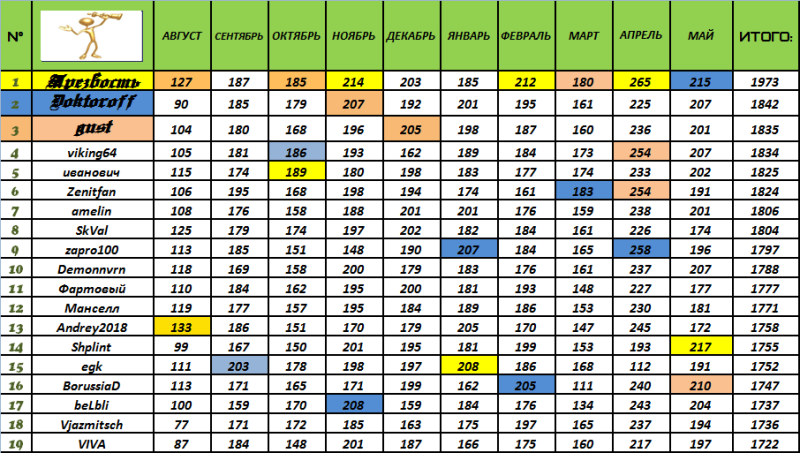 № АВГУСТ СЕНТЯБРЬ ОКТЯБРЬ НОЯБРЬ ДЕКАБРЬ ЯНВАРЬ ФЕВРАЛЬ МАРТ АПРЕЛЬ МАЙ ИТОГО:
1 Трезвость 127 187 185 214 203 185 212 180 265 215 1973
2 Doktoroff 90 185 179 207 192 201 195 161 225 207 1842
3 gust 104 180 168 196 205 198 187 160 236 201 1835
4 viking64 105 181 186 193 162 189 184 173 254 207 1834
5 иванович 115 174 189 180 198 183 177 174 233 202 1825
6 Zenitfan 106 195 168 198 194 174 161 183 254 191 1824
7 amelin 108 176 158 188 201 201 176 159 238 201 1806
8 SkVal 125 179 174 197 202 182 184 161 226 174 1804
9 zapro100 113 185 151 148 190 207 184 165 258 196 1797
10 Demonnvrn 118 169 158 200 179 183 176 161 237 207 1788
11 Фартовый 110 184 162 195 200 181 193 148 227 177 1777
12 Манселл 119 177 157 195 184 189 186 153 230 181 1771
13 Andrey2018 133 186 151 170 179 205 170 147 245 172 1758
14 Shplint 99 167 150 201 195 181 199 153 193 217 1755
15 egk 111 203 178 198 197 208 186 168 112 191 1752
16 BorussiaD 113 171 165 171 199 162 205 111 240 210 1747
17 beLbli 100 159 170 208 159 184 176 134 243 204 1737
18 Vjazmitsch 77 171 172 185 163 175 197 165 237 194 1736
19 VIVA 87 184 148 201 187 166 175 160 217 197 1722